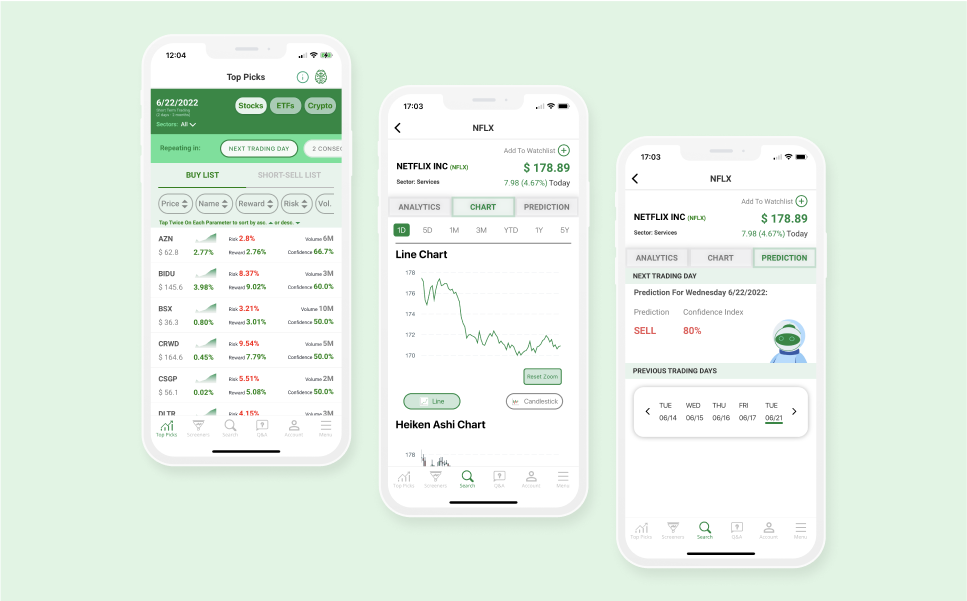 12:04
Top Picks
6/22/2022
Short Term Trading
(2 days - 3 months)
Sectors: All
Stocks
ETFs
Crypto
Repeating in:
NEXT TRADING DAY
2 CONSEC
BUY LIST
SHORT-SELL LIST
Price
Name
Reward
Risk
Vol.
Tap Twice On Each Parameter to sort by asc. or desc.
AZN Risk 2.8% Volume 6M
$ 62.8 2.77% Reward 2.76% Confidence 66.7%
BIDU Risk 8.37% Volume 3M
$ 145.6 3.98% Reward 9.02% Confidence 60.0%
BSX Risk 3.21% Volume 10M
$ 36.3 0.80% Reward 3.01% Confidence 50.0%
CRWD Risk 9.54% Volume 5M
$ 164.6 0.45% Reward 7.79% Confidence 50.0%
CSGP Risk 5.51% Volume 2M
$ 56.1 0.02% Reward 5.08% Confidence 50.0%
DLTR Risk 4.15% Volume 3M
Top Picks Screeners Search Q&A Account Menu
17:03
NFLX
Add To Watchlist
NETFLIX INC (NFLX) $ 178.89
Sector: Services 7.98 (4.67%) Today
ANALYTICS CHART PREDICTION
1D 5D 1M 3M YTD 1Y 5Y
Line Chart
178
176
174
172
170
Reset Zoom
Line
Candlestick
Heiken Ashi Chart
178
Top Picks Screeners Search Q&A Account Menu
17:03
NFLX
Add To Watchlist
NETFLIX INC (NFLX) $ 178.89
Sector: Services 7.98 (4.67%) Today
ANALYTICS CHART PREDICTION
NEXT TRADING DAY
Prediction For Wednesday 6/22/2022:
Prediction Confidence Index
SELL 80%
PREVIOUS TRADING DAYS
TUE WED THU FRI TUE
06/14 06/15 06/16 06/17 06/21
Top Picks Screeners Search Q&A Account Menu